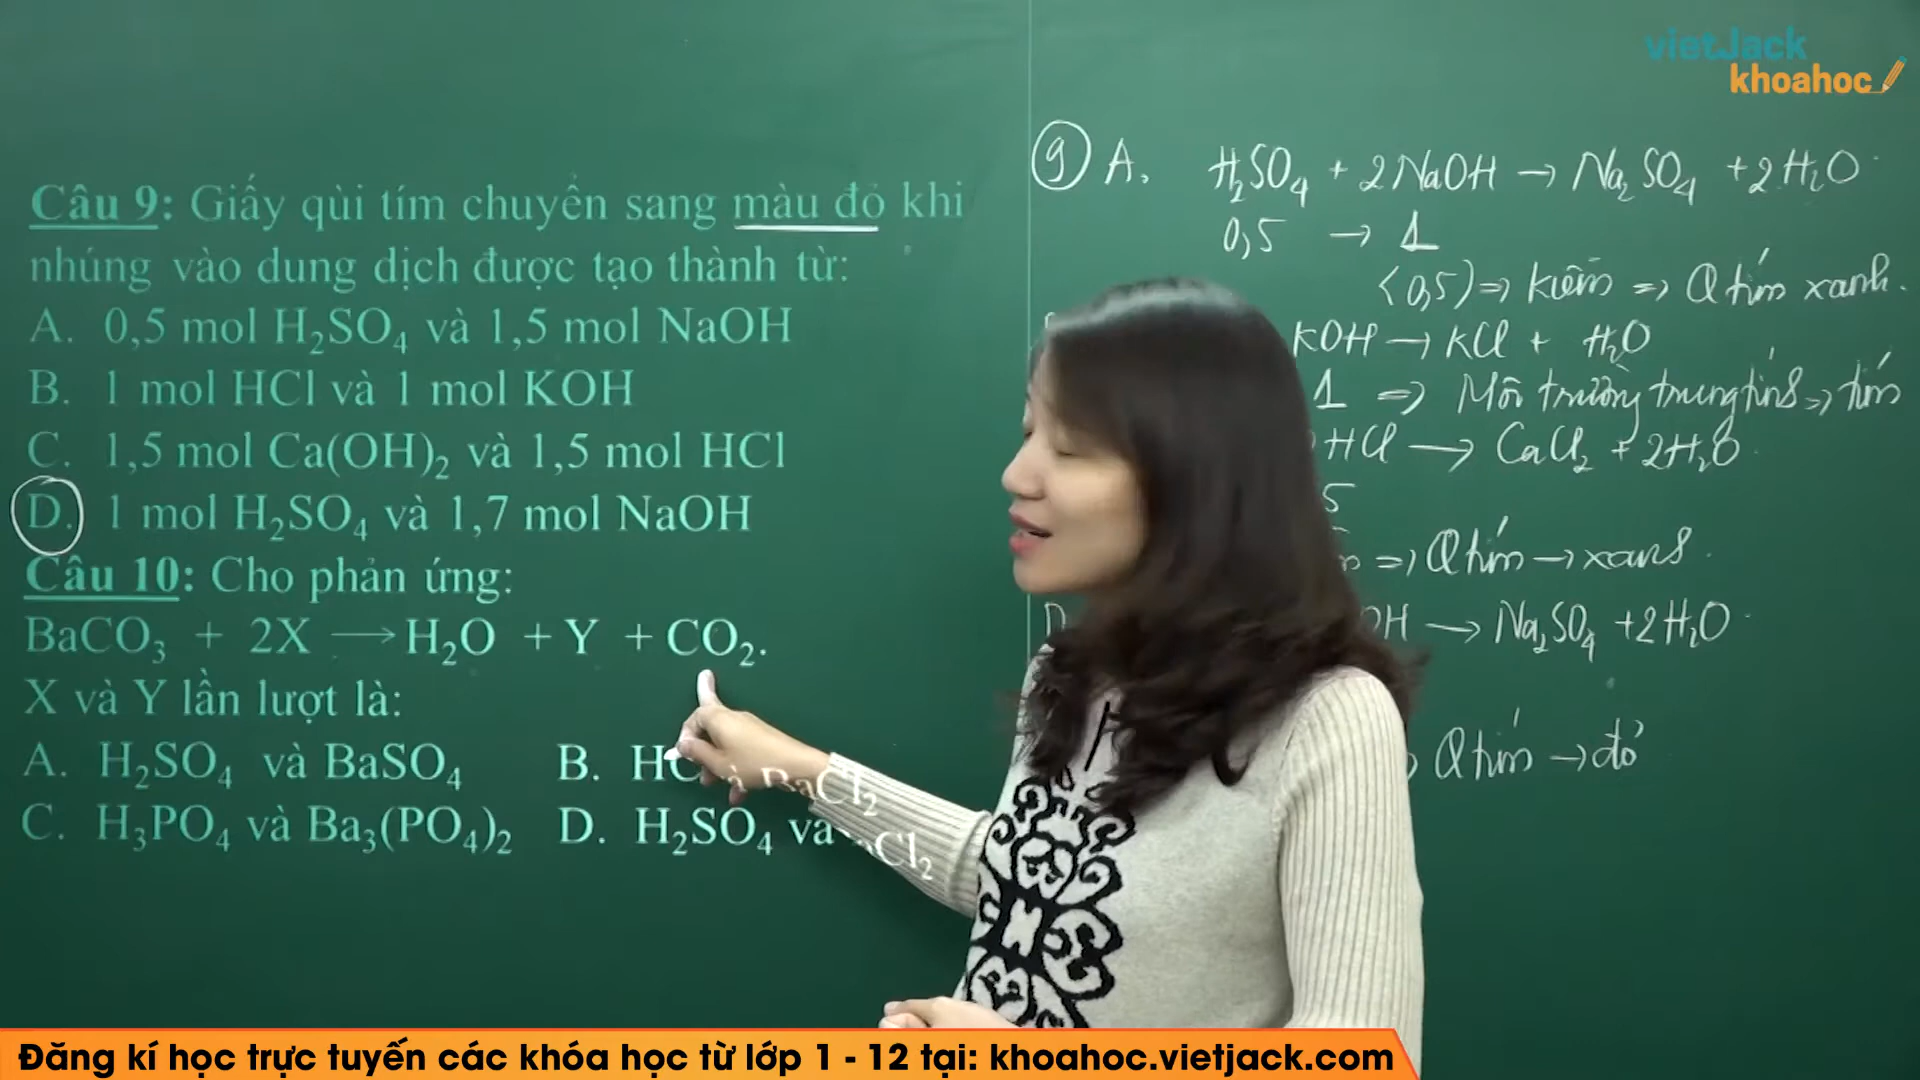 vietJack
khoahoc
Câu 9: Giấy quì tím chuyển sang màu đỏ khi
nhúng vào dung dịch được tạo thành từ:
A. 0,5 mol H₂SO₄ và 1,5 mol NaOH
B. 1 mol HCl và 1 mol KOH
C. 1,5 mol Ca(OH)₂ và 1,5 mol HCl
D. 1 mol H₂SO₄ và 1,7 mol NaOH
Câu 10: Cho phản ứng:
BaCO₃ + 2X → H₂O + Y + CO₂.
X và Y lần lượt là:
A. H₂SO₄ và BaSO₄ B. BaCl₂
C. H₃PO₄ và Ba₃(PO₄)₂ D. H₂SO₄ và Cl₂
9 A. H₂SO₄ + 2NaOH → Na₂SO₄ + 2H₂O
0,5 → 1
(0,5) ⇒ kiềm ⇒ Q tím xanh.
KOH → KCl + H₂O
1 ⇒ Môi trường trung tính ⇒ tím
HCl → CaCl₂ + 2H₂O
5
⇒ Q tím → xanh.
→ Na₂SO₄ + 2H₂O
Q tím → đỏ
Đăng kí học trực tuyến các khóa học từ lớp 1 - 12 tại: khoahoc.vietjack.com